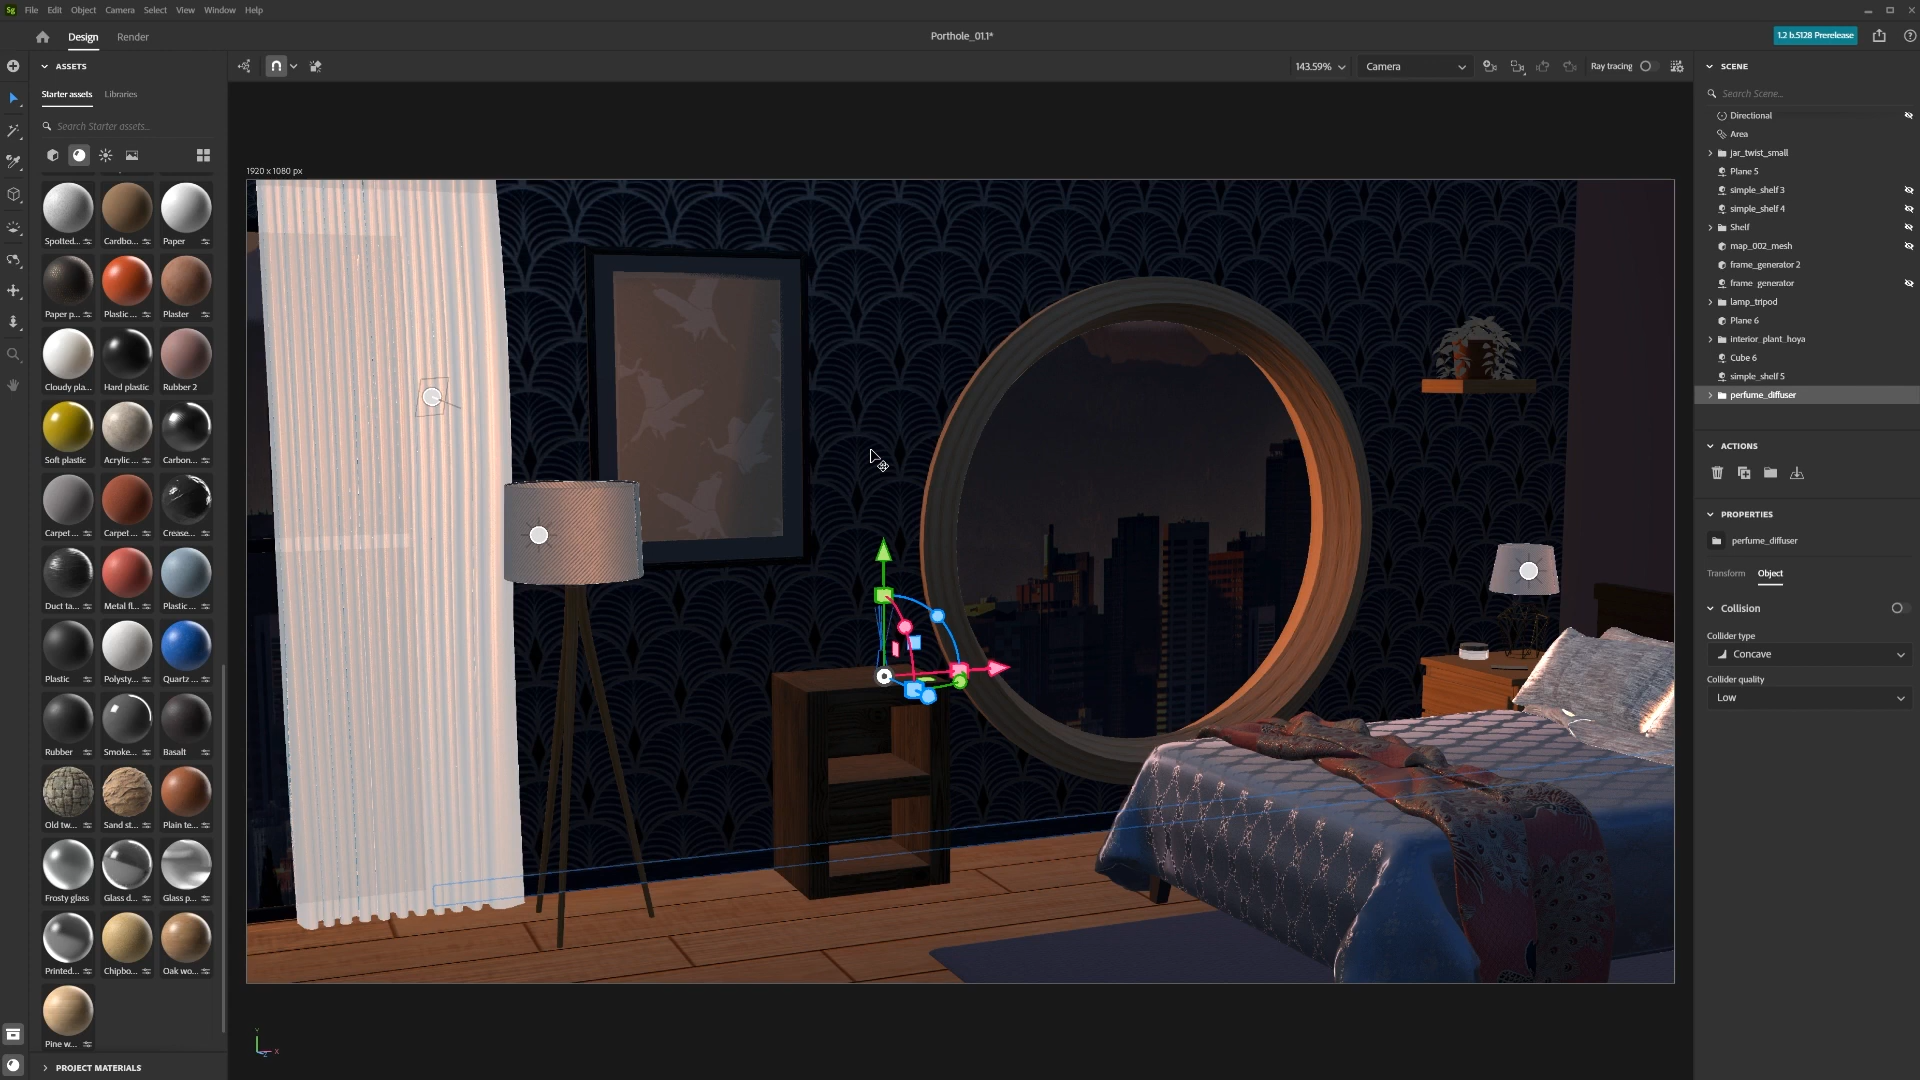 Sg File Edit Object Camera Select View Window Help
Design Render
Porthole_01.1*
1.2 b.5128 Prerelease
ASSETS
Starter assets Libraries
Search Starter assets...
Spotted... Cardbo... Paper
Paper p... Plastic ... Plaster
Cloudy pla... Hard plastic Rubber 2
Soft plastic Acrylic ... Carbon...
Carpet ... Carpet ... Crease...
Duct ta... Metal fl... Plastic ...
Plastic Polysty... Quartz ...
Rubber Smoke... Basalt
Old tw... Sand st... Plain te...
Frosty glass Glass d... Glass p...
Printed... Chipbo... Oak wo...
Pine w...
PROJECT MATERIALS
143.59% Camera Ray tracing
1920 x 1080 px
Y
X
SCENE
Search Scene...
Directional
Area
jar_twist_small
Plane 5
simple_shelf 3
simple_shelf 4
Shelf
map_002_mesh
frame_generator 2
frame_generator
lamp_tripod
Plane 6
interior_plant_hoya
Cube 6
simple_shelf 5
perfume_diffuser
ACTIONS
PROPERTIES
perfume_diffuser
Transform Object
Collision
Collider type
Concave
Collider quality
Low